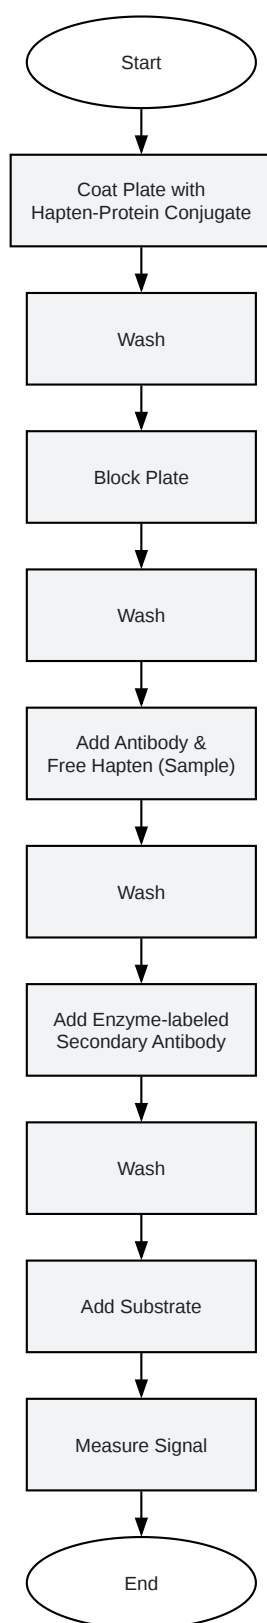 Start
Coat Plate with
Hapten-Protein Conjugate
Wash
Block Plate
Wash
Add Antibody &
Free Hapten (Sample)
Wash
Add Enzyme-labeled
Secondary Antibody
Wash
Add Substrate
Measure Signal
End